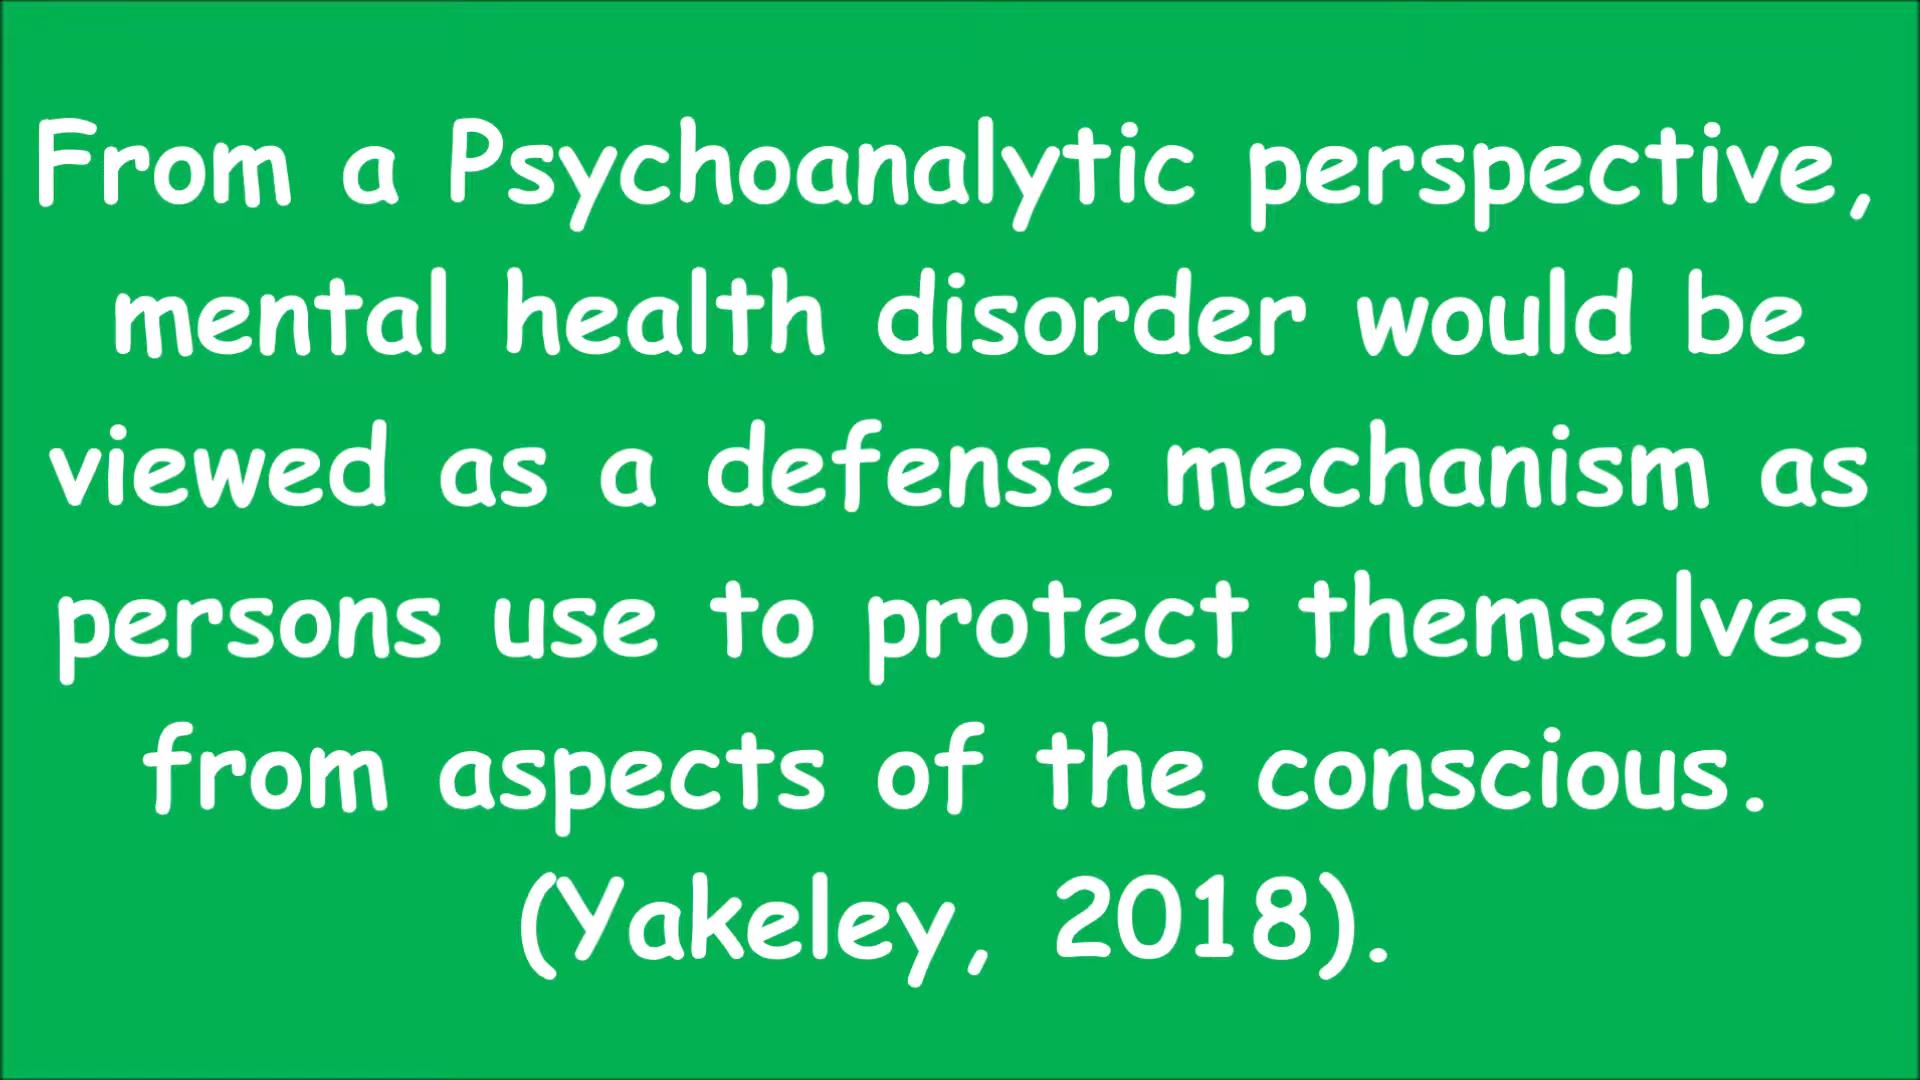 From a Psychoanalytic perspective,
mental health disorder would be
viewed as a defense mechanism as
persons use to protect themselves
from aspects of the conscious.
(Yakeley, 2018).